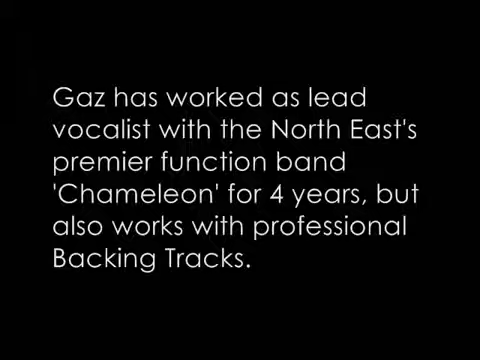 Gaz has worked as lead
vocalist with the North East's
premier function band
'Chameleon' for 4 years, but
also works with professional
Backing Tracks.